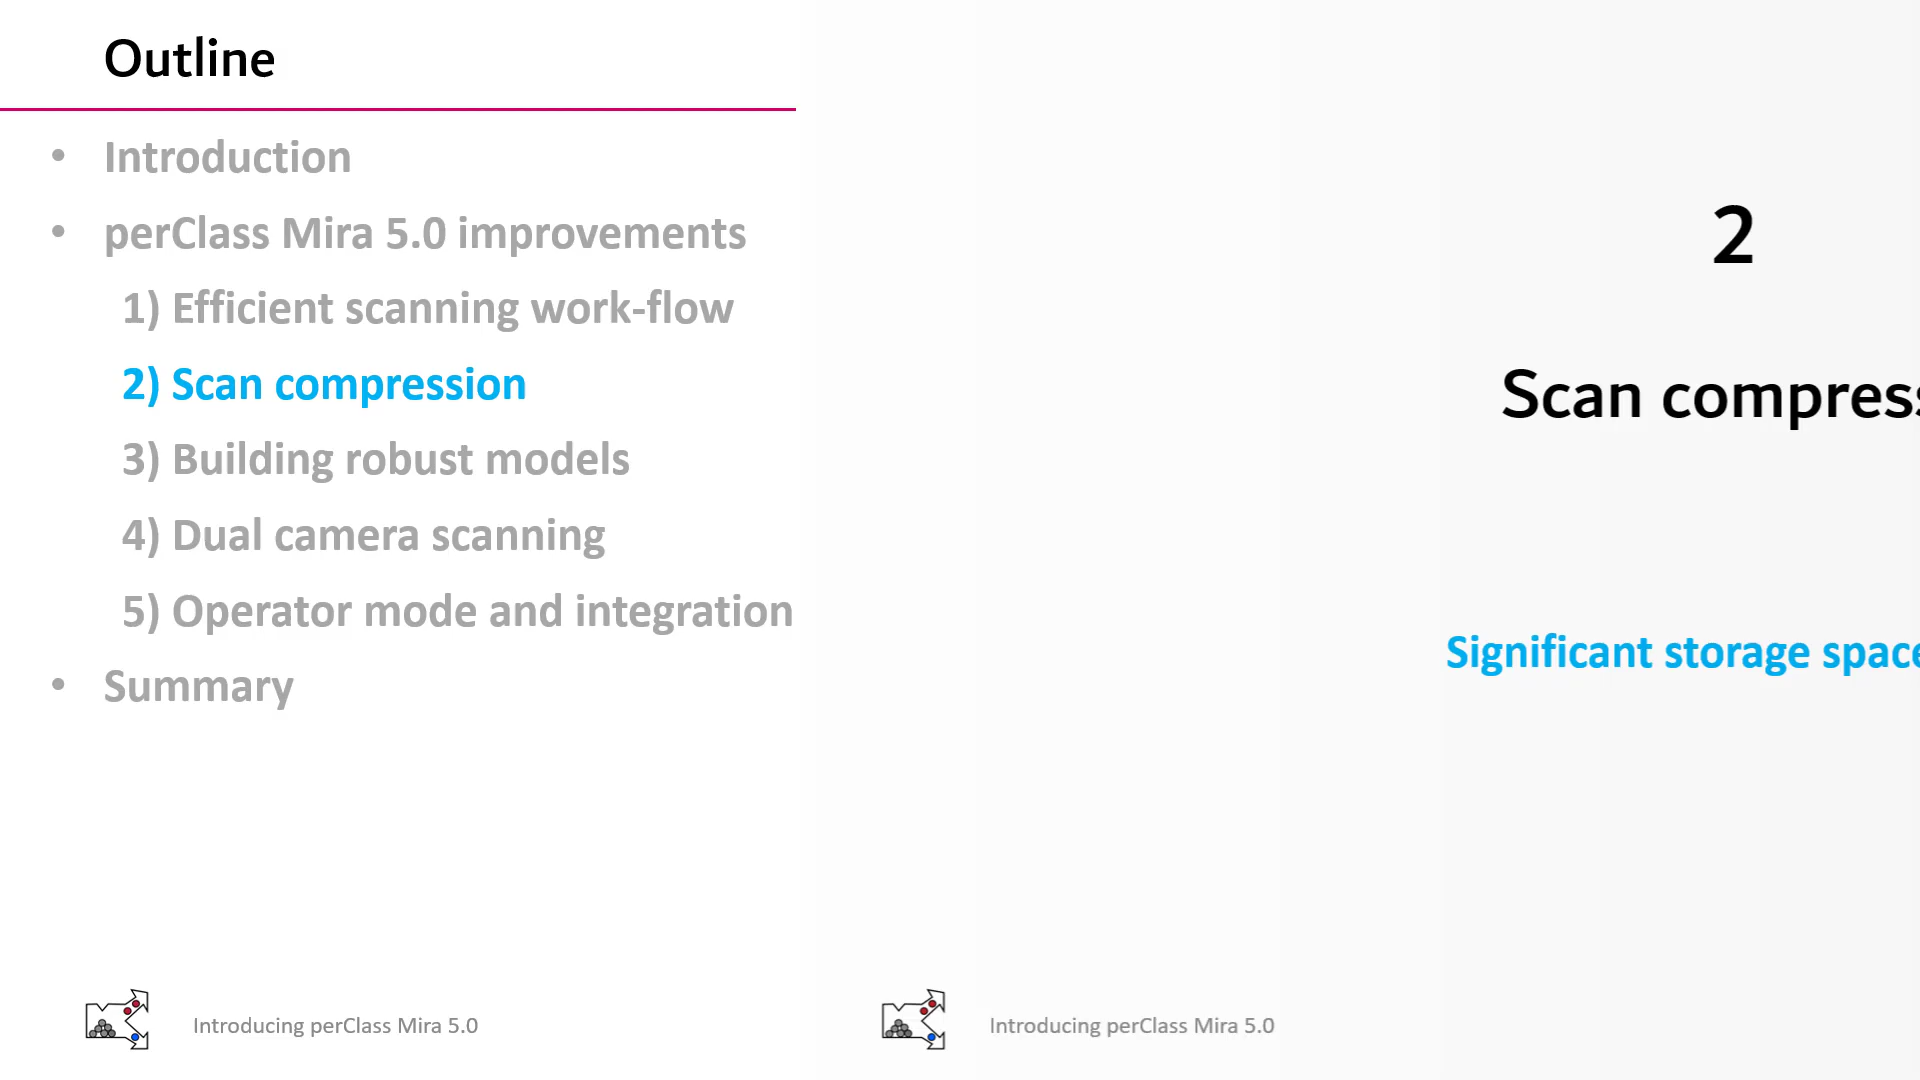 Outline
• Introduction
• perClass Mira 5.0 improvements
1) Efficient scanning work-flow
2) Scan compression
3) Building robust models
4) Dual camera scanning
5) Operator mode and integration
• Summary
Introducing perClass Mira 5.0
2
Scan compress
Significant storage space
Introducing perClass Mira 5.0